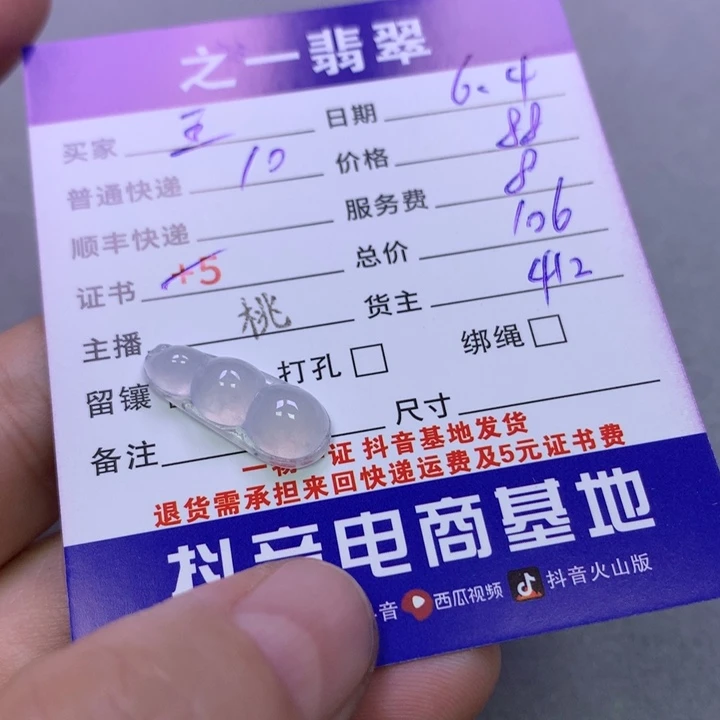 之一翡翠
买家 王 日期 6.4
普通快递 10 价格 88
顺丰快递 服务费 8
证书 +5 总价 106
主播 桃 货主 412
留镶 打孔 □ 绑绳 □
备注 尺寸
一物 证 抖音基地发货
退货需承担来回快递运费及5元证书费
抖音电商基地
音 西瓜视频 抖音火山版